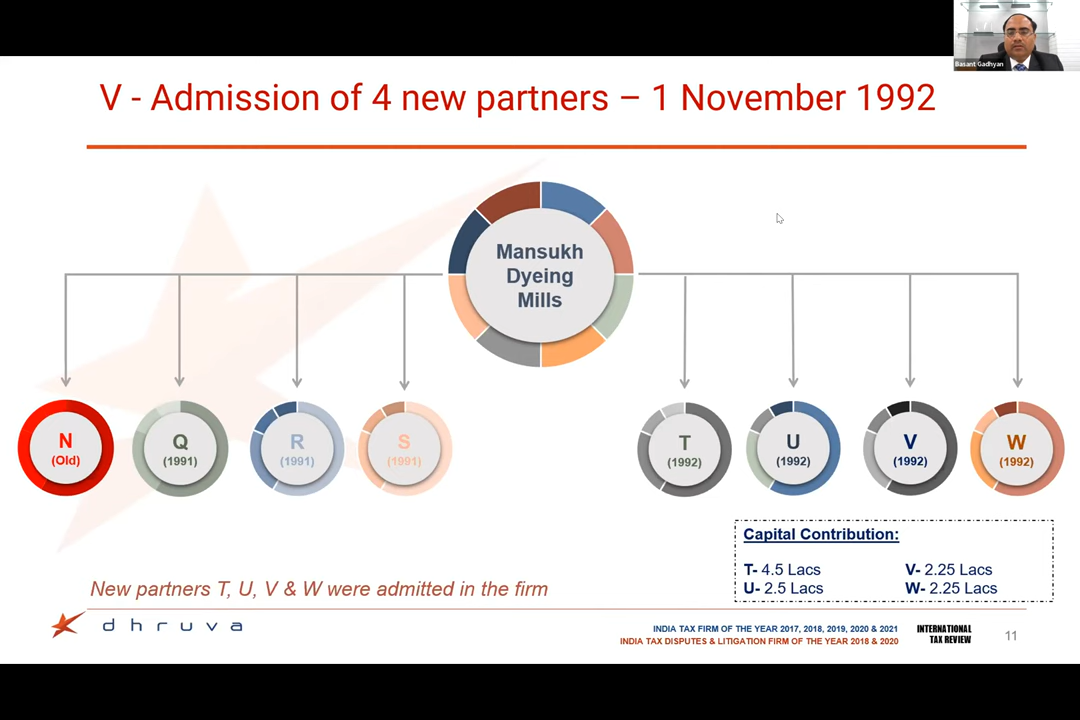 Basant Gadhyan
V - Admission of 4 new partners – 1 November 1992
Mansukh
Dyeing
Mills
N
(Old)
Q
(1991)
R
(1991)
S
(1991)
T
(1992)
U
(1992)
V
(1992)
W
(1992)
Capital Contribution:
T- 4.5 Lacs
V- 2.25 Lacs
U- 2.5 Lacs
W- 2.25 Lacs
New partners T, U, V & W were admitted in the firm
dhruva
INDIA TAX FIRM OF THE YEAR 2017, 2018, 2019, 2020 & 2021
INDIA TAX DISPUTES & LITIGATION FIRM OF THE YEAR 2018 & 2020
INTERNATIONAL
TAX REVIEW
11